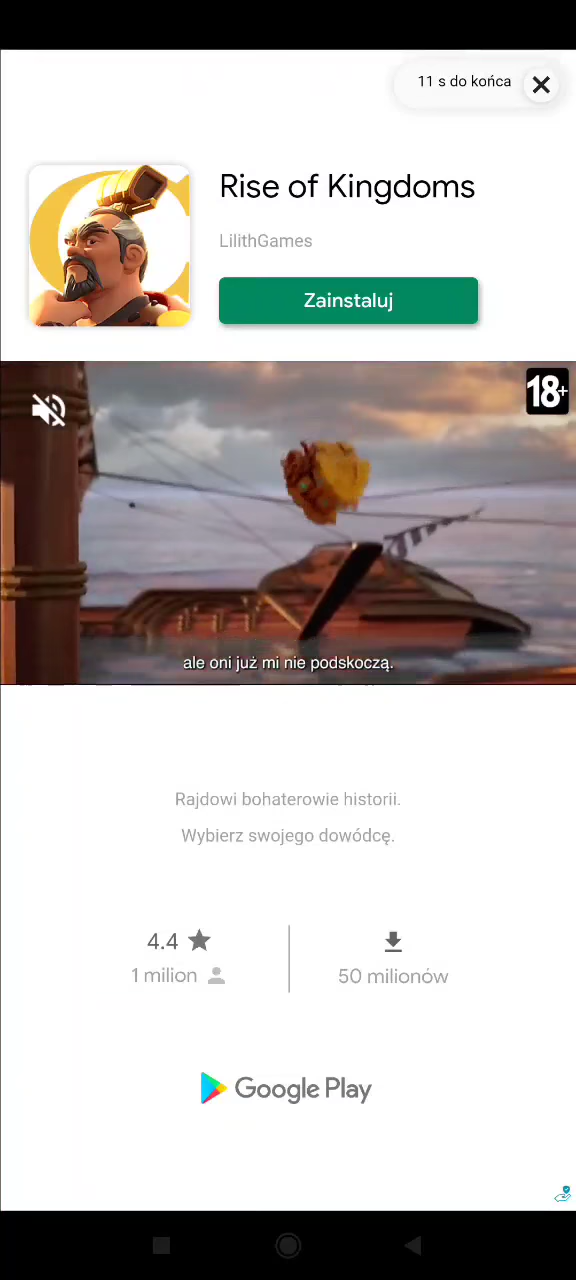 11 s do końca
Rise of Kingdoms
LilithGames
Zainstaluj
18+
ale oni już mi nie podskoczą.
Rajdowi bohaterowie historii.
Wybierz swojego dowódcę.
4.4
1 milion
50 milionów
Google Play